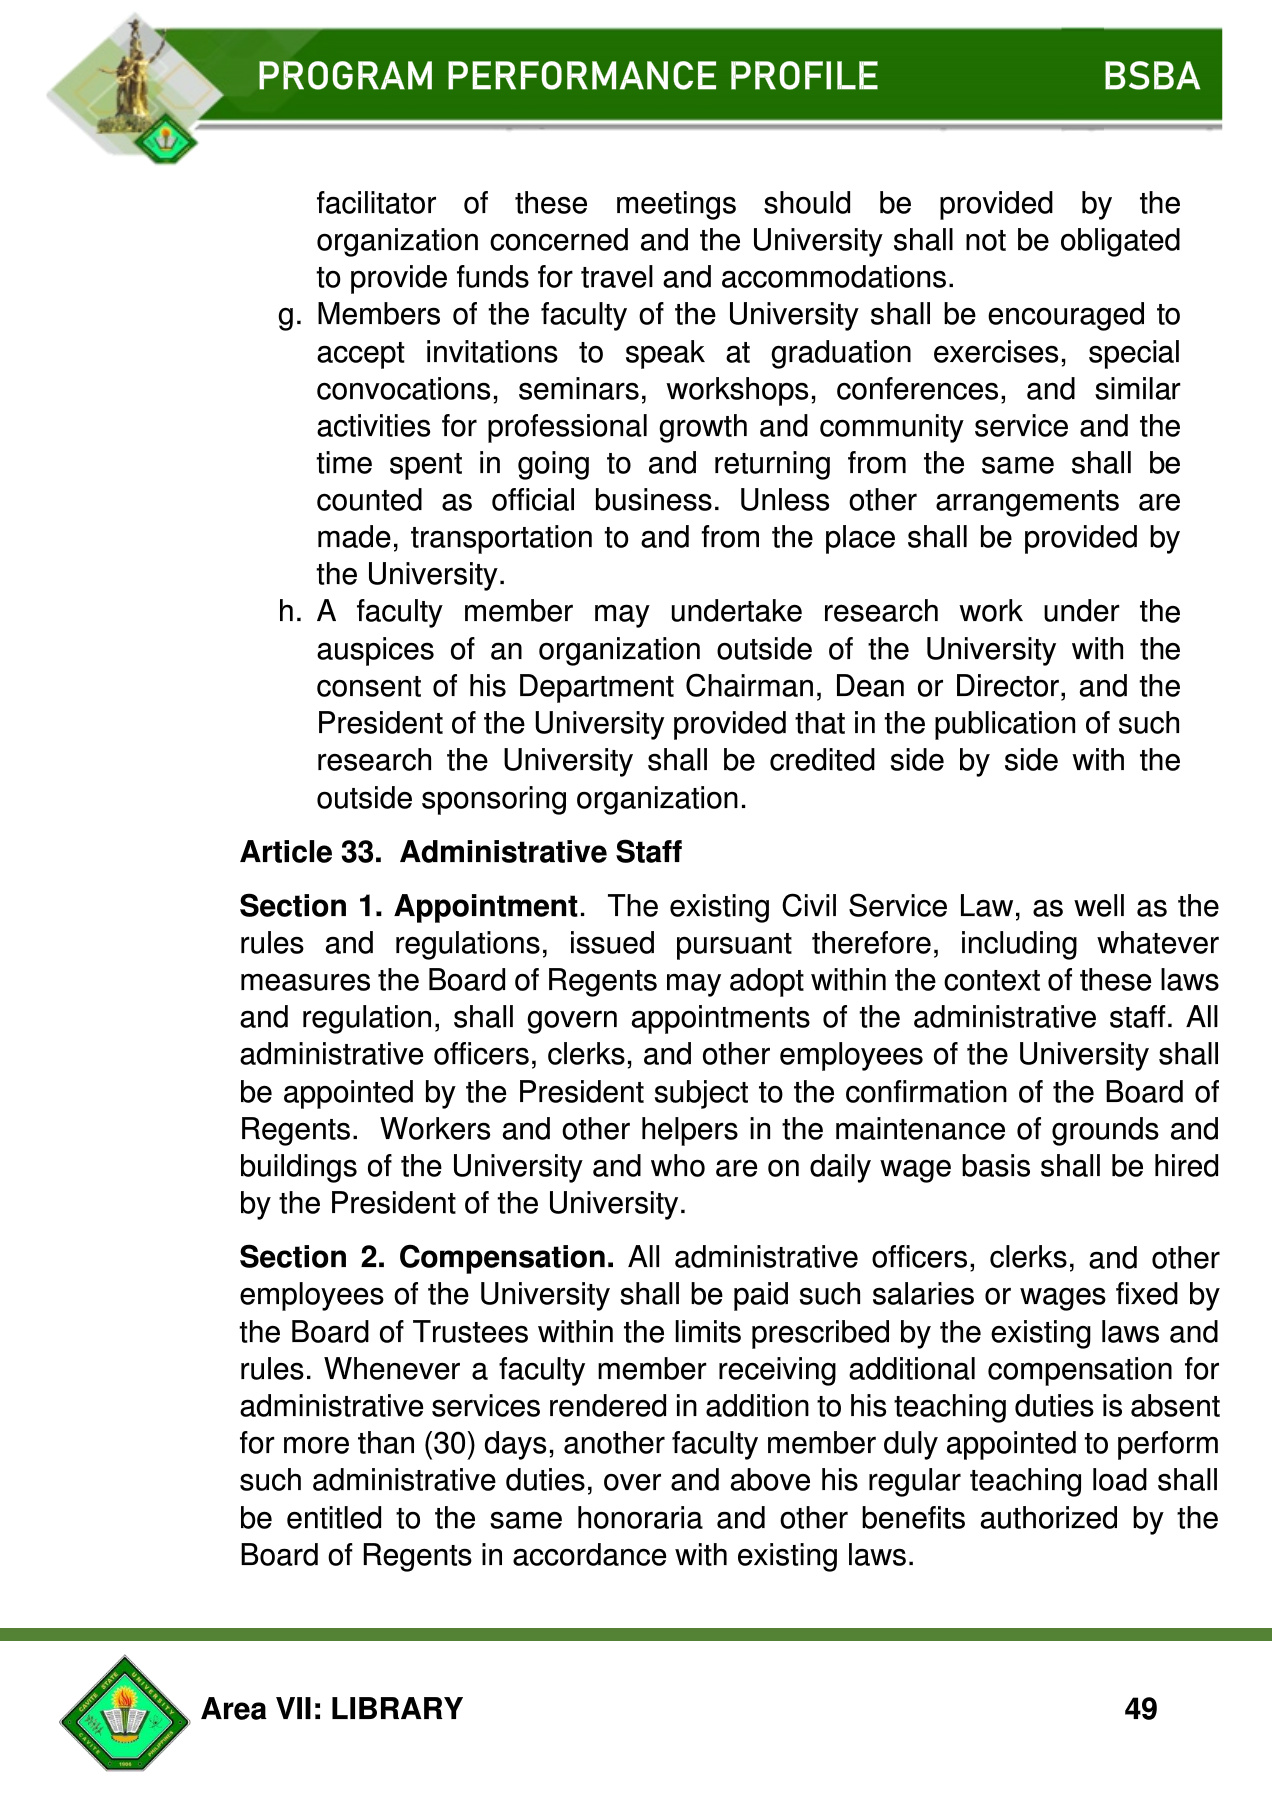 PROGRAM PERFORMANCE PROFILE BSBA
facilitator of these meetings should be provided by the
organization concerned and the University shall not be obligated
to provide funds for travel and accommodations.
g. Members of the faculty of the University shall be encouraged to
accept invitations to speak at graduation exercises, special
convocations, seminars, workshops, conferences, and similar
activities for professional growth and community service and the
time spent in going to and returning from the same shall be
counted as official business. Unless other arrangements are
made, transportation to and from the place shall be provided by
the University.
h. A faculty member may undertake research work under the
auspices of an organization outside of the University with the
consent of his Department Chairman, Dean or Director, and the
President of the University provided that in the publication of such
research the University shall be credited side by side with the
outside sponsoring organization.
Article 33. Administrative Staff
Section 1. Appointment. The existing Civil Service Law, as well as the
rules and regulations, issued pursuant therefore, including whatever
measures the Board of Regents may adopt within the context of these laws
and regulation, shall govern appointments of the administrative staff. All
administrative officers, clerks, and other employees of the University shall
be appointed by the President subject to the confirmation of the Board of
Regents. Workers and other helpers in the maintenance of grounds and
buildings of the University and who are on daily wage basis shall be hired
by the President of the University.
Section 2. Compensation. All administrative officers, clerks, and other
employees of the University shall be paid such salaries or wages fixed by
the Board of Trustees within the limits prescribed by the existing laws and
rules. Whenever a faculty member receiving additional compensation for
administrative services rendered in addition to his teaching duties is absent
for more than (30) days, another faculty member duly appointed to perform
such administrative duties, over and above his regular teaching load shall
be entitled to the same honoraria and other benefits authorized by the
Board of Regents in accordance with existing laws.
CAVITE STATE UNIVERSITY
CAVITE 1906 PHILIPPINES
Area VII: LIBRARY 49